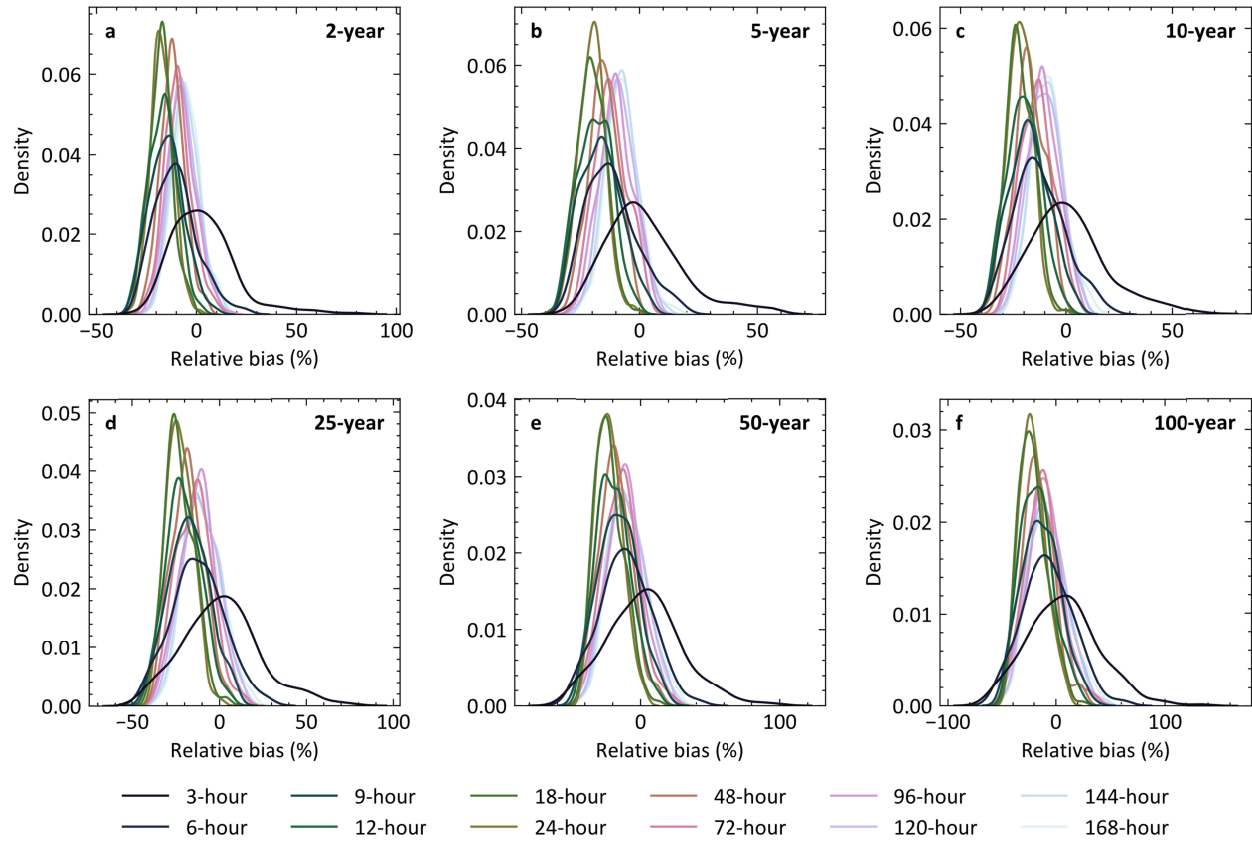 a 2-year
0.06
0.04
0.02
0.00
Density
−50 0 50 100
Relative bias (%)
b 5-year
0.06
0.04
0.02
0.00
Density
−50 0 50
Relative bias (%)
c 10-year
0.06
0.04
0.02
0.00
Density
−50 0 50
Relative bias (%)
d 25-year
0.05
0.04
0.03
0.02
0.01
0.00
Density
−50 0 50 100
Relative bias (%)
e 50-year
0.04
0.03
0.02
0.01
0.00
Density
0 100
Relative bias (%)
f 100-year
0.03
0.02
0.01
0.00
Density
−100 0 100
Relative bias (%)
3-hour 9-hour 18-hour 48-hour 96-hour 144-hour
6-hour 12-hour 24-hour 72-hour 120-hour 168-hour